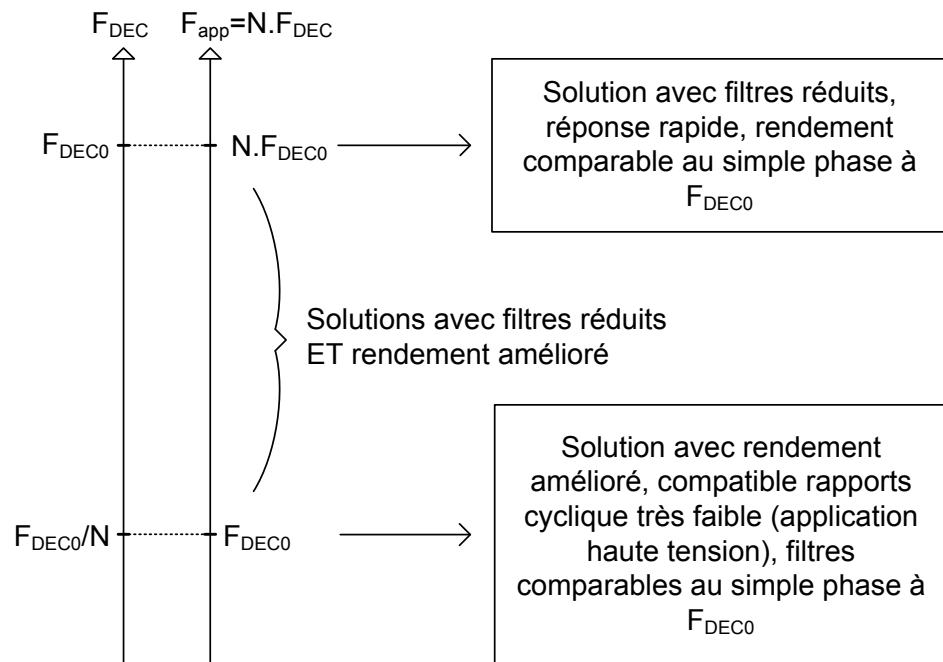 F_DEC F_app=N.F_DEC
Solution avec filtres réduits,
réponse rapide, rendement
comparable au simple phase à
F_DEC0
F_DEC0 N.F_DEC0
Solutions avec filtres réduits
ET rendement amélioré
Solution avec rendement
amélioré, compatible rapports
cyclique très faible (application
haute tension), filtres
comparables au simple phase à
F_DEC0
F_DEC0/N F_DEC0